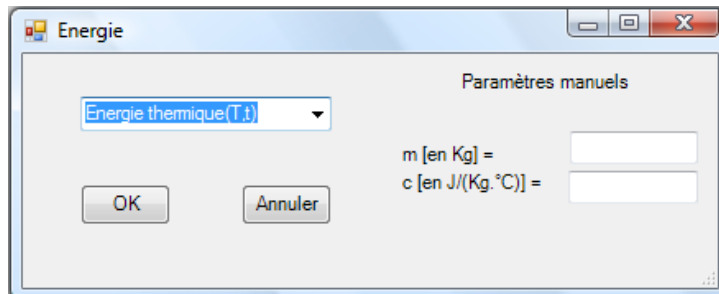 Energie
Paramètres manuels
Energie thermique(T,t)
m [en Kg] =
c [en J/(Kg.°C)] =
OK
Annuler